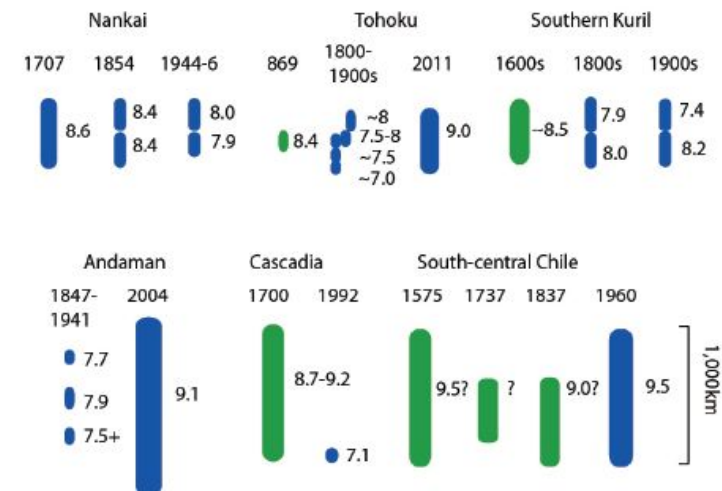 Nankai Tohoku Southern Kuril
1707 1854 1944-6 869 1800-
1900s 2011 1600s 1800s 1900s
8.6 8.4 8.4 8.0 7.9
8.4 ~8 7.5-8 ~7.5 ~7.0 9.0
~8.5 7.9 8.0 7.4 8.2
Andaman Cascadia South-central Chile
1847-
1941 2004 1700 1992 1575 1737 1837 1960
7.7
7.9
7.5+
9.1
8.7-9.2
7.1
9.5? ? 9.0? 9.5
1,000km